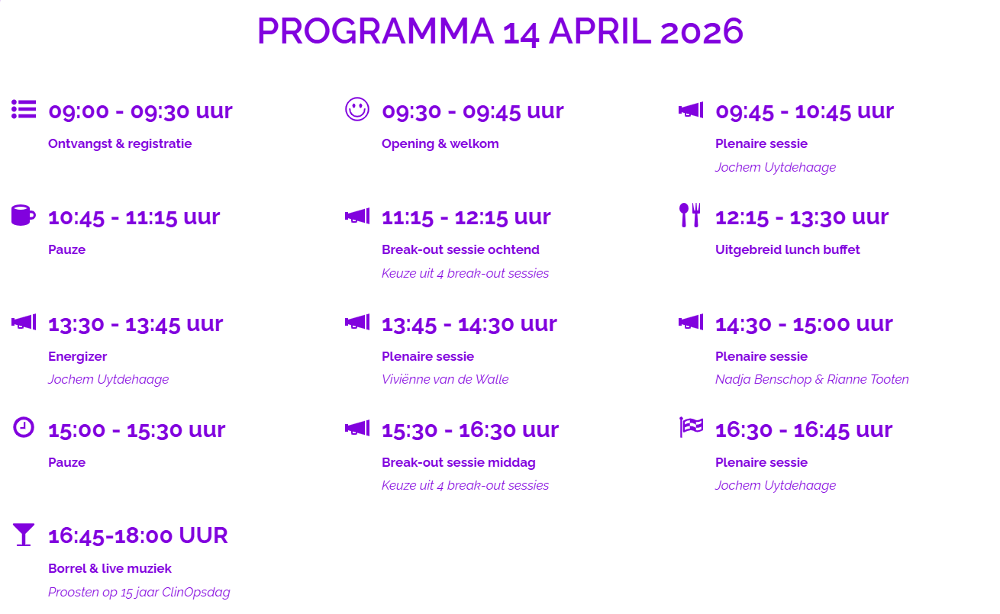 PROGRAMMA 14 APRIL 2026
09:00 - 09:30 uur
Ontvangst & registratie
09:30 - 09:45 uur
Opening & welkom
09:45 - 10:45 uur
Plenaire sessie
Jochem Uytdehaage
10:45 - 11:15 uur
Pauze
11:15 - 12:15 uur
Break-out sessie ochtend
Keuze uit 4 break-out sessies
12:15 - 13:30 uur
Uitgebreid lunch buffet
13:30 - 13:45 uur
Energizer
Jochem Uytdehaage
13:45 - 14:30 uur
Plenaire sessie
Viviënne van de Walle
14:30 - 15:00 uur
Plenaire sessie
Nadja Benschop & Rianne Tooten
15:00 - 15:30 uur
Pauze
15:30 - 16:30 uur
Break-out sessie middag
Keuze uit 4 break-out sessies
16:30 - 16:45 uur
Plenaire sessie
Jochem Uytdehaage
16:45-18:00 UUR
Borrel & live muziek
Proosten op 15 jaar ClinOpsdag